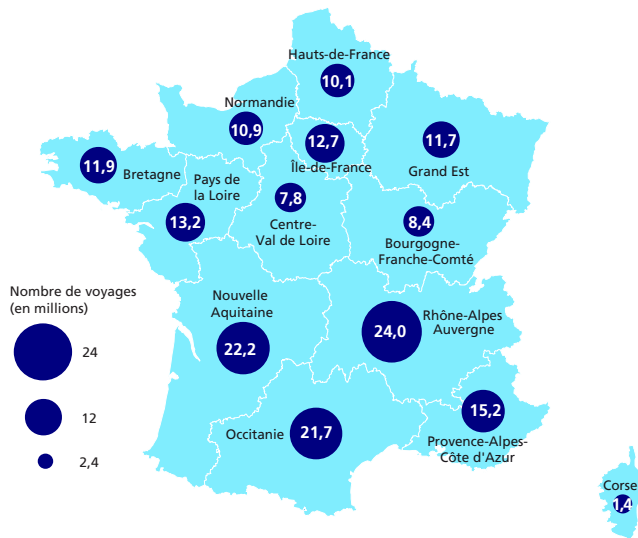 Hauts-de-France
10,1
Normandie
10,9
12,7
Île-de-France
11,7
Grand Est
11,9
Bretagne
Pays de
la Loire
13,2
7,8
Centre-
Val de Loire
8,4
Bourgogne-
Franche-Comté
Nombre de voyages
(en millions)
24
12
2,4
Nouvelle
Aquitaine
22,2
24,0
Rhône-Alpes
Auvergne
Occitanie
21,7
15,2
Provence-Alpes-
Côte d'Azur
Corse
1,4